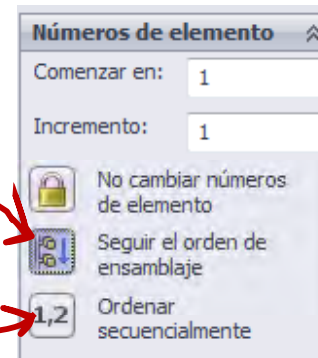 Números de elemento
Comenzar en: 1
Incremento: 1
No cambiar números
de elemento
Seguir el orden de
ensamblaje
1,2 Ordenar
secuencialmente